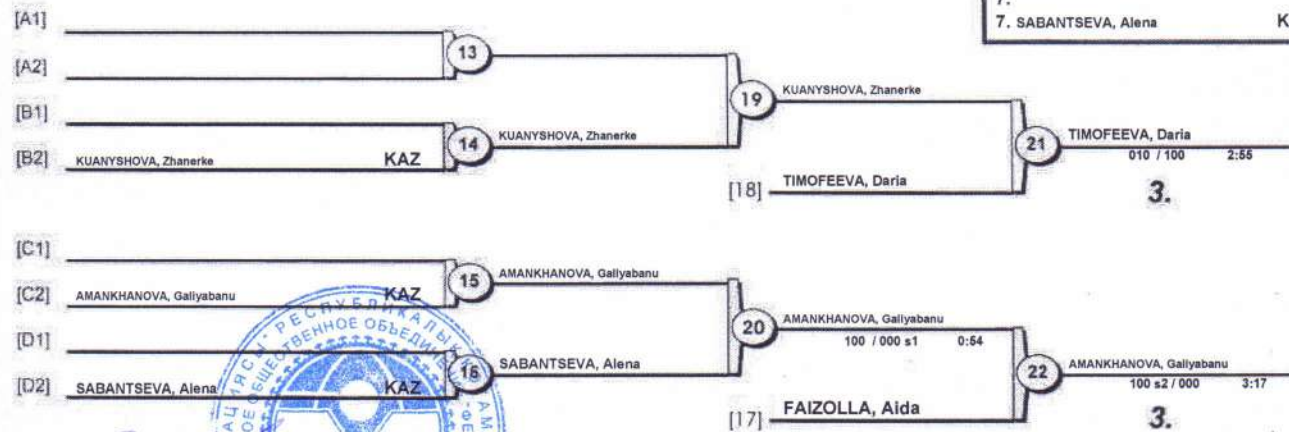 7.
7. SABANTSEVA, Alena K
[A1]
13
[A2]
19 KUANYSHOVA, Zhanerke
[B1]
14 KUANYSHOVA, Zhanerke
[B2] KUANYSHOVA, Zhanerke KAZ
21 TIMOFEEVA, Daria
010 / 100 2:55
[18] TIMOFEEVA, Daria
3.
[C1]
15 AMANKHANOVA, Galiyabanu
[C2] AMANKHANOVA, Galiyabanu KAZ
20 AMANKHANOVA, Galiyabanu
100 / 000 s1 0:54
[D1]
16 SABANTSEVA, Alena
[D2] SABANTSEVA, Alena KAZ
22 AMANKHANOVA, Galiyabanu
100 s2 / 000 3:17
[17] FAIZOLLA, Aida
3.